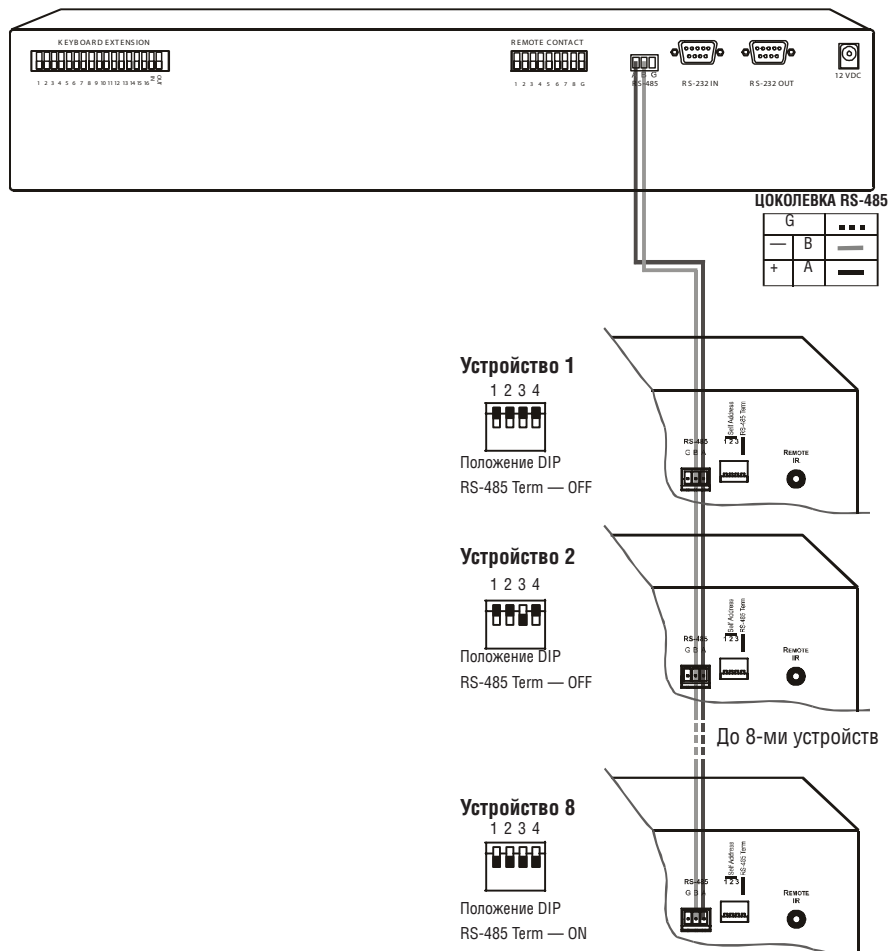 KEYBOARD EXTENSION
1 2 3 4 5 6 7 8 9 10 11 12 13 14 15 16 IN OUT
REMOTE CONTACT
1 2 3 4 5 6 7 8 G
A B G
RS-485
RS-232 IN
RS-232 OUT
12 VDC
ЦОКОЛЕВКА RS-485
G
— B
+ A
Устройство 1
1 2 3 4
Положение DIP
RS-485 Term — OFF
RS-485
G B A
Self Address
RS-485 Term
1 2 3
REMOTE
IR
Устройство 2
1 2 3 4
Положение DIP
RS-485 Term — OFF
RS-485
G B A
Self Address
RS-485 Term
1 2 3
REMOTE
IR
До 8-ми устройств
Устройство 8
1 2 3 4
Положение DIP
RS-485 Term — ON
RS-485
G B A
Self Address
RS-485 Term
1 2 3
REMOTE
IR